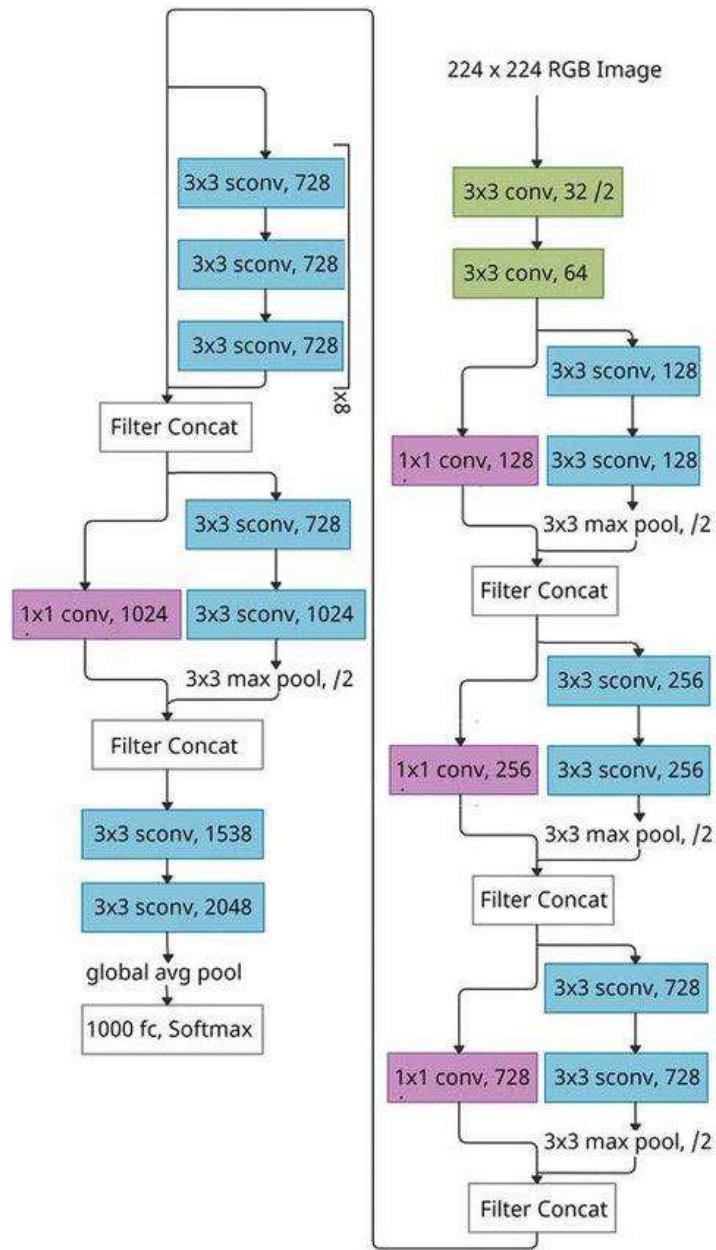 224 x 224 RGB Image
3x3 conv, 32 /2
3x3 conv, 64
3x3 sconv, 128
1x1 conv, 128
3x3 sconv, 128
3x3 max pool, /2
Filter Concat
3x3 sconv, 256
1x1 conv, 256
3x3 sconv, 256
3x3 max pool, /2
Filter Concat
3x3 sconv, 728
1x1 conv, 728
3x3 sconv, 728
3x3 max pool, /2
Filter Concat
3x3 sconv, 728
3x3 sconv, 728
3x3 sconv, 728
x8
Filter Concat
3x3 sconv, 728
1x1 conv, 1024
3x3 sconv, 1024
3x3 max pool, /2
Filter Concat
3x3 sconv, 1538
3x3 sconv, 2048
global avg pool
1000 fc, Softmax